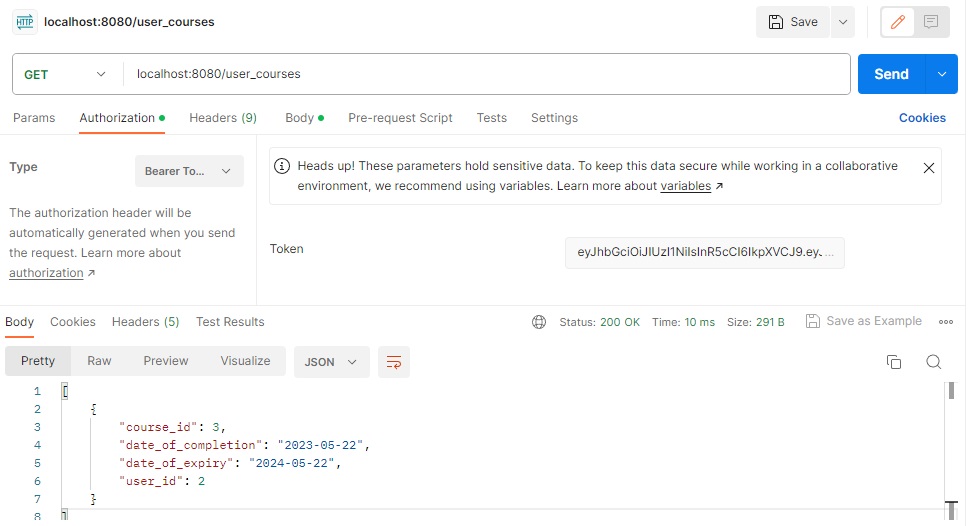 HTTP localhost:8080/user_courses Save
GET localhost:8080/user_courses Send
Params Authorization Headers (9) Body Pre-request Script Tests Settings Cookies
Type Bearer To...
Heads up! These parameters hold sensitive data. To keep this data secure while working in a collaborative
environment, we recommend using variables. Learn more about variables ↗
The authorization header will be
automatically generated when you send
the request. Learn more about
authorization ↗
Token eyJhbGciOiJIUzI1NiIsInR5cCI6IkpXVCJ9.ey...
Body Cookies Headers (5) Test Results Status: 200 OK Time: 10 ms Size: 291 B Save as Example
Pretty Raw Preview Visualize JSON
1 [
2 {
3 "course_id": 3,
4 "date_of_completion": "2023-05-22",
5 "date_of_expiry": "2024-05-22",
6 "user_id": 2
7 }
8 ]